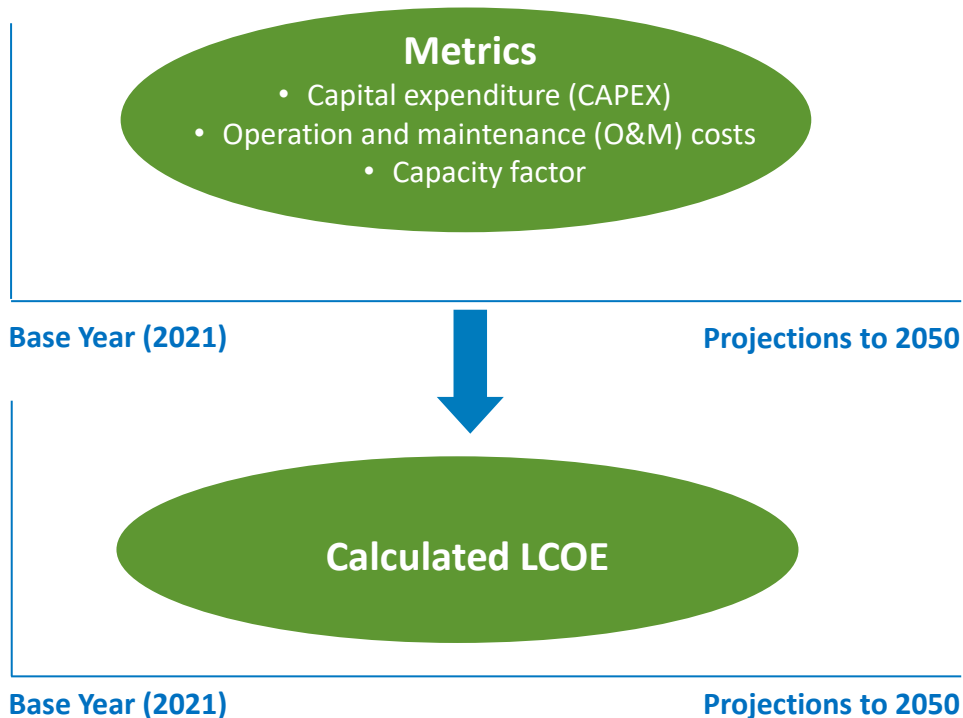 Metrics
• Capital expenditure (CAPEX)
• Operation and maintenance (O&M) costs
• Capacity factor
Base Year (2021)
Projections to 2050
Calculated LCOE
Base Year (2021)
Projections to 2050